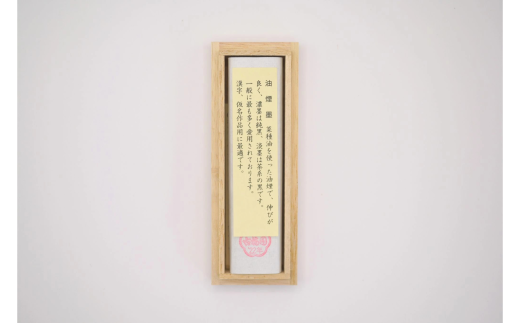 油煙墨　菜種油を使った油煙で、伸びが
良く、濃墨は純黒、淡墨は茶系の黒です。
一般に最も多く愛用されております。
漢字、仮名作品用に最適です。